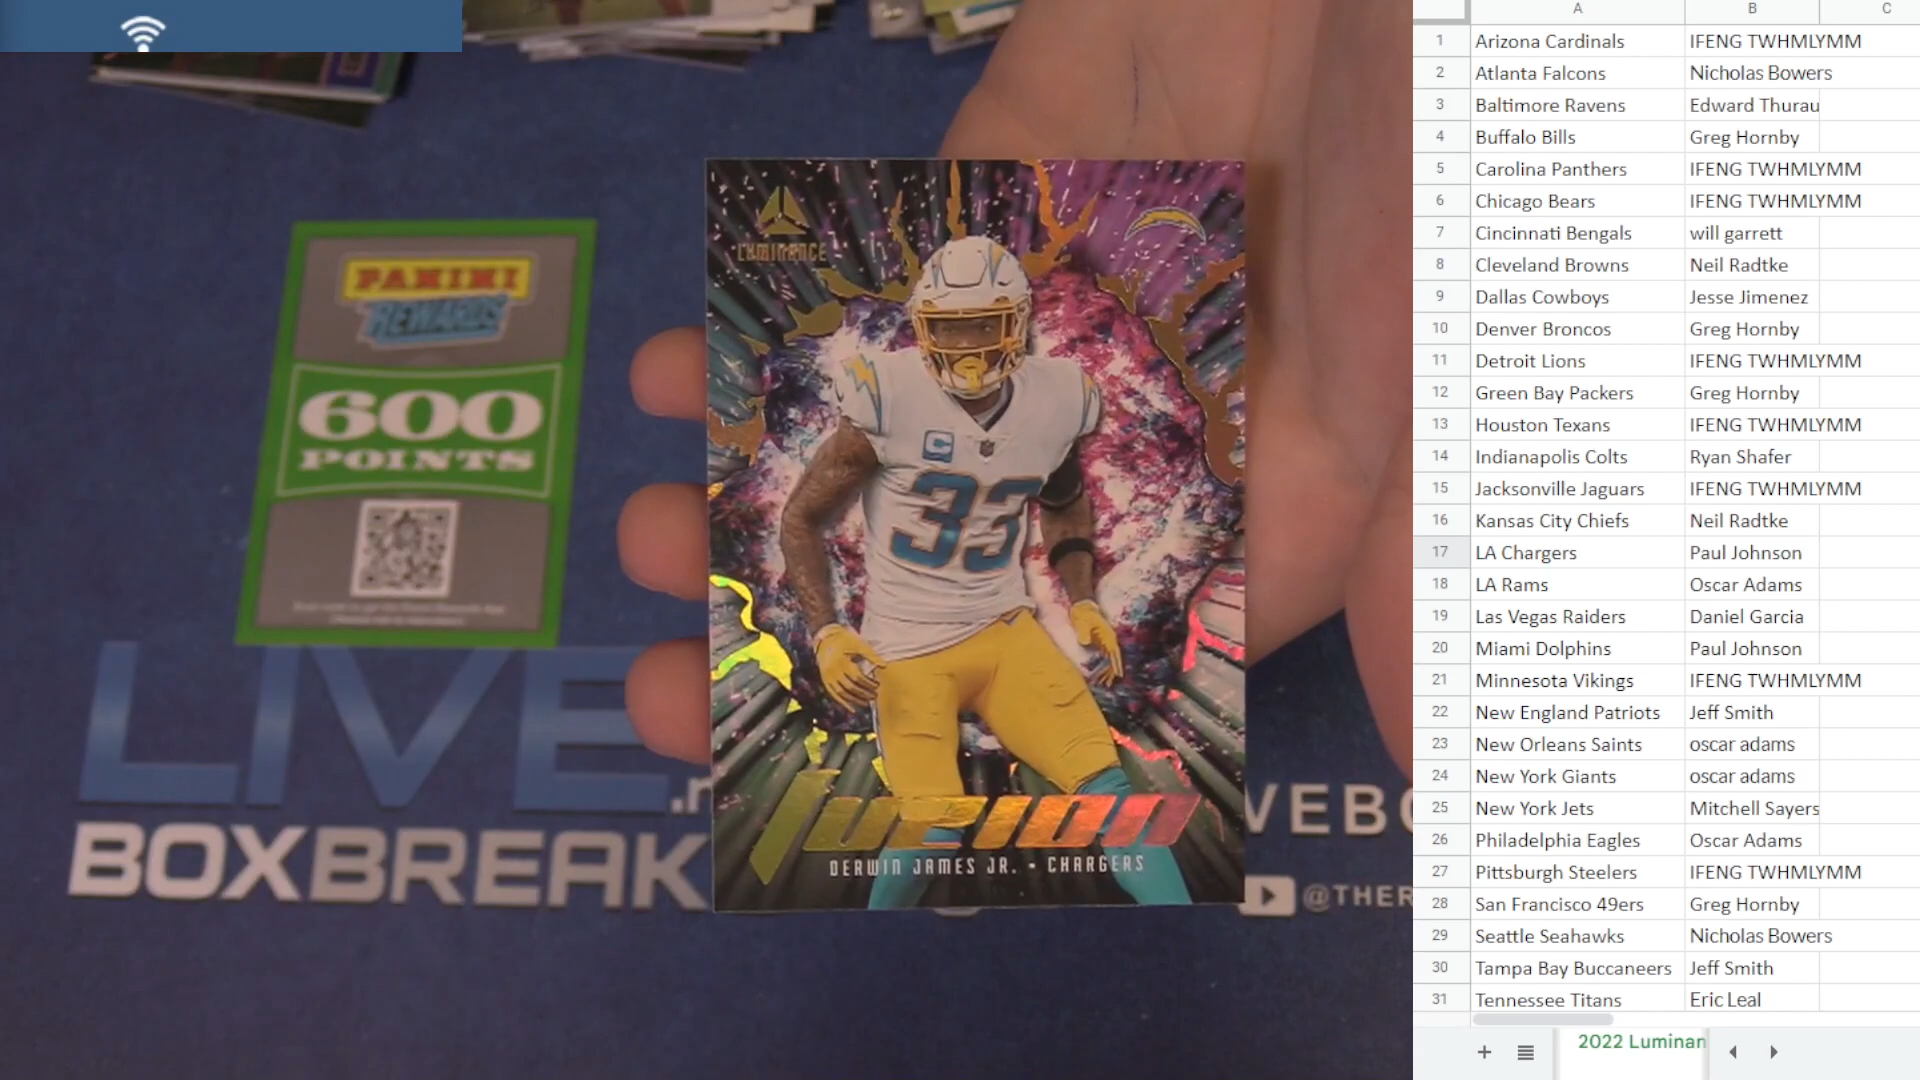 PANINI
REWARDS
600
POINTS
LIVE
BOXBREAK
LUMINANCE
33
C
fusion
DERWIN JAMES JR. - CHARGERS
VEB
@THER
A B C
1 Arizona Cardinals IFENG TWHMLYMM
2 Atlanta Falcons Nicholas Bowers
3 Baltimore Ravens Edward Thurau
4 Buffalo Bills Greg Hornby
5 Carolina Panthers IFENG TWHMLYMM
6 Chicago Bears IFENG TWHMLYMM
7 Cincinnati Bengals will garrett
8 Cleveland Browns Neil Radtke
9 Dallas Cowboys Jesse Jimenez
10 Denver Broncos Greg Hornby
11 Detroit Lions IFENG TWHMLYMM
12 Green Bay Packers Greg Hornby
13 Houston Texans IFENG TWHMLYMM
14 Indianapolis Colts Ryan Shafer
15 Jacksonville Jaguars IFENG TWHMLYMM
16 Kansas City Chiefs Neil Radtke
17 LA Chargers Paul Johnson
18 LA Rams Oscar Adams
19 Las Vegas Raiders Daniel Garcia
20 Miami Dolphins Paul Johnson
21 Minnesota Vikings IFENG TWHMLYMM
22 New England Patriots Jeff Smith
23 New Orleans Saints oscar adams
24 New York Giants oscar adams
25 New York Jets Mitchell Sayers
26 Philadelphia Eagles Oscar Adams
27 Pittsburgh Steelers IFENG TWHMLYMM
28 San Francisco 49ers Greg Hornby
29 Seattle Seahawks Nicholas Bowers
30 Tampa Bay Buccaneers Jeff Smith
31 Tennessee Titans Eric Leal
2022 Luminan